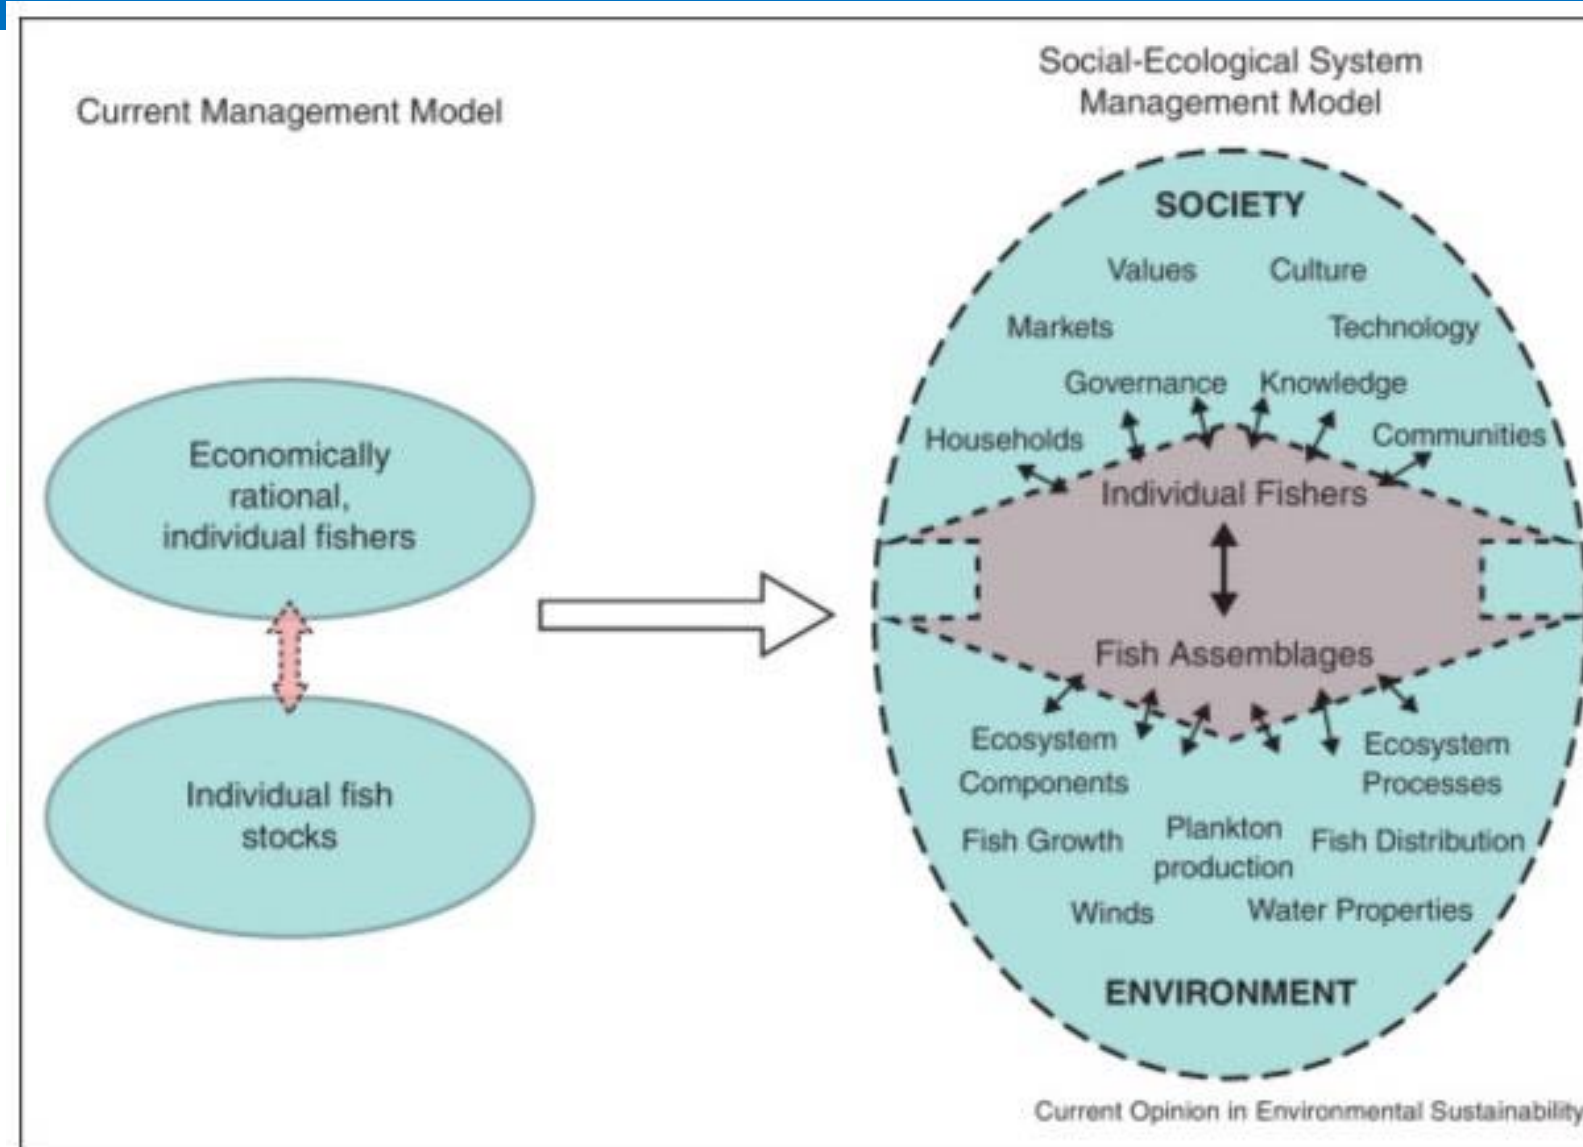 Current Management Model
Economically
rational,
individual fishers
Individual fish
stocks
Social-Ecological System
Management Model
SOCIETY
Values Culture
Markets Technology
Governance Knowledge
Households Communities
Individual Fishers
Fish Assemblages
Ecosystem
Components
Ecosystem
Processes
Fish Growth
Plankton
production
Fish Distribution
Winds Water Properties
ENVIRONMENT
Current Opinion in Environmental Sustainability